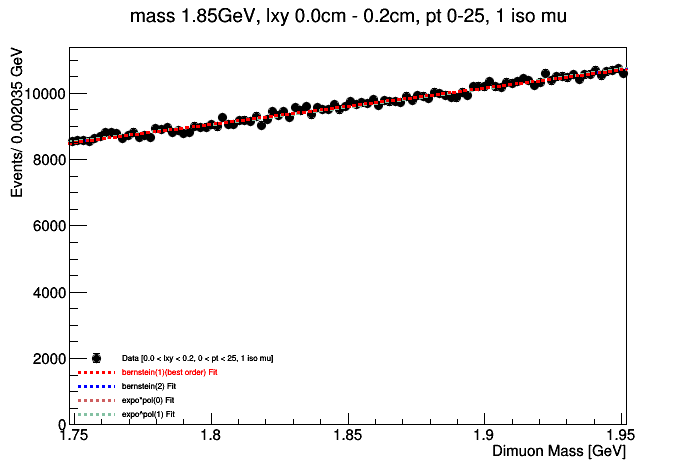 mass 1.85GeV, lxy 0.0cm - 0.2cm, pt 0-25, 1 iso mu
Events/ 0.002035 GeV
10000
8000
6000
4000
2000
0
Data [0.0 < lxy < 0.2, 0 < pt < 25, 1 iso mu]
bernstein(1)(best order) Fit
bernstein(2) Fit
expo*pol(0) Fit
expo*pol(1) Fit
1.75
1.8
1.85
1.9
1.95
Dimuon Mass [GeV]